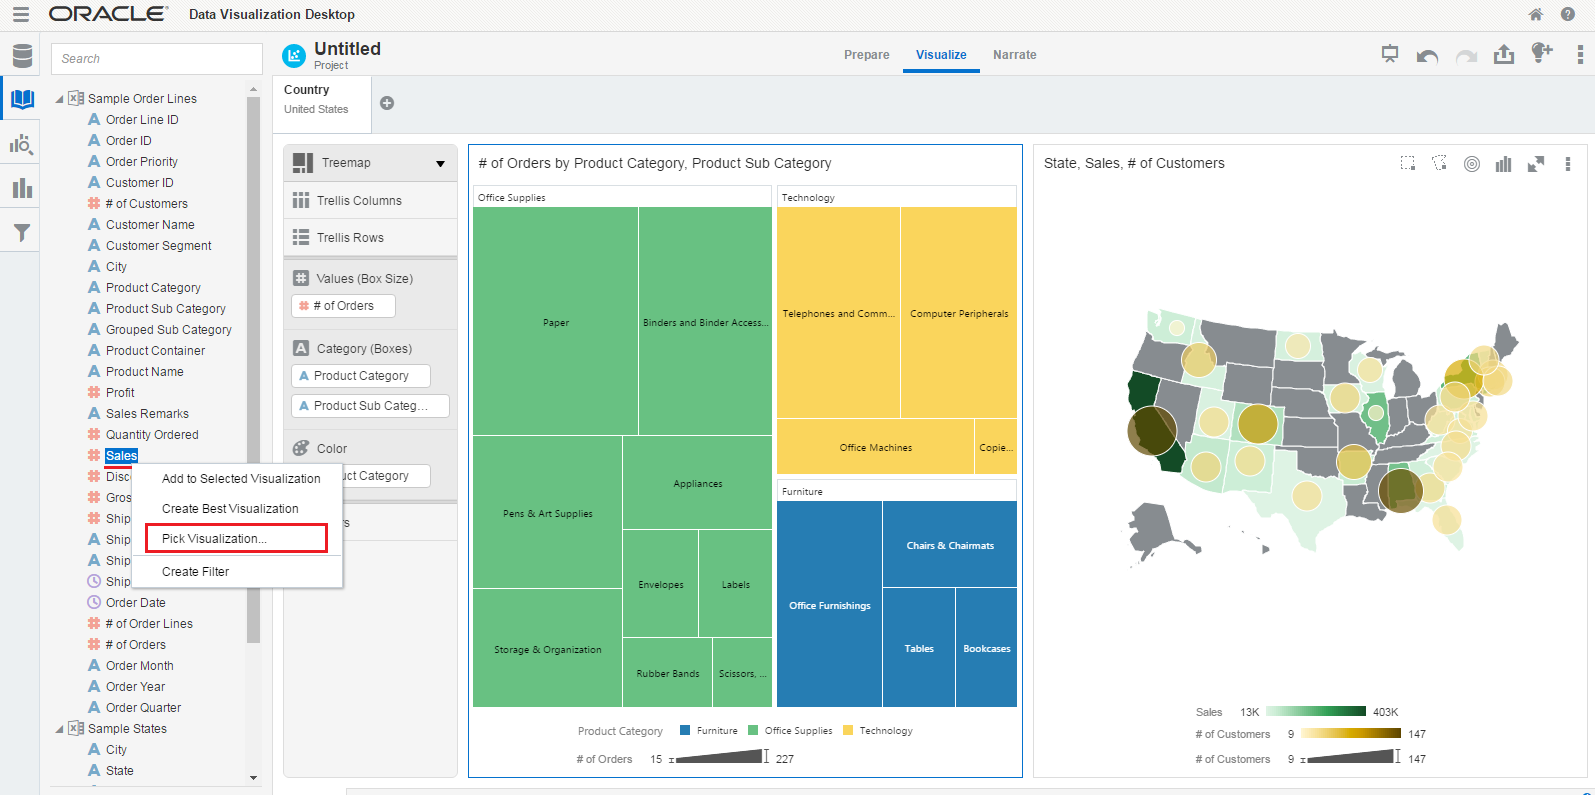 ORACLE Data Visualization Desktop
Search
Untitled
Project
Prepare
Visualize
Narrate
Country
United States
Sample Order Lines
Order Line ID
Order ID
Order Priority
Customer ID
# of Customers
Customer Name
Customer Segment
City
Product Category
Product Sub Category
Grouped Sub Category
Product Container
Product Name
Profit
Sales Remarks
Quantity Ordered
Sales
Disc
Gros
Ship
Ship
Ship
Ship
Order Date
# of Order Lines
# of Orders
Order Month
Order Year
Order Quarter
Sample States
City
State
Add to Selected Visualization
Create Best Visualization
Pick Visualization...
Create Filter
Treemap
Trellis Columns
Trellis Rows
Values (Box Size)
# of Orders
Category (Boxes)
Product Category
Product Sub Categ...
Color
uct Category
rs
# of Orders by Product Category, Product Sub Category
Office Supplies
Paper
Binders and Binder Access...
Pens & Art Supplies
Appliances
Envelopes
Labels
Storage & Organization
Rubber Bands
Scissors, ...
Technology
Telephones and Comm...
Computer Peripherals
Office Machines
Copie...
Furniture
Office Furnishings
Chairs & Chairmats
Tables
Bookcases
Product Category
Furniture
Office Supplies
Technology
# of Orders 15 227
State, Sales, # of Customers
Sales 13K 403K
# of Customers 9 147
# of Customers 9 147